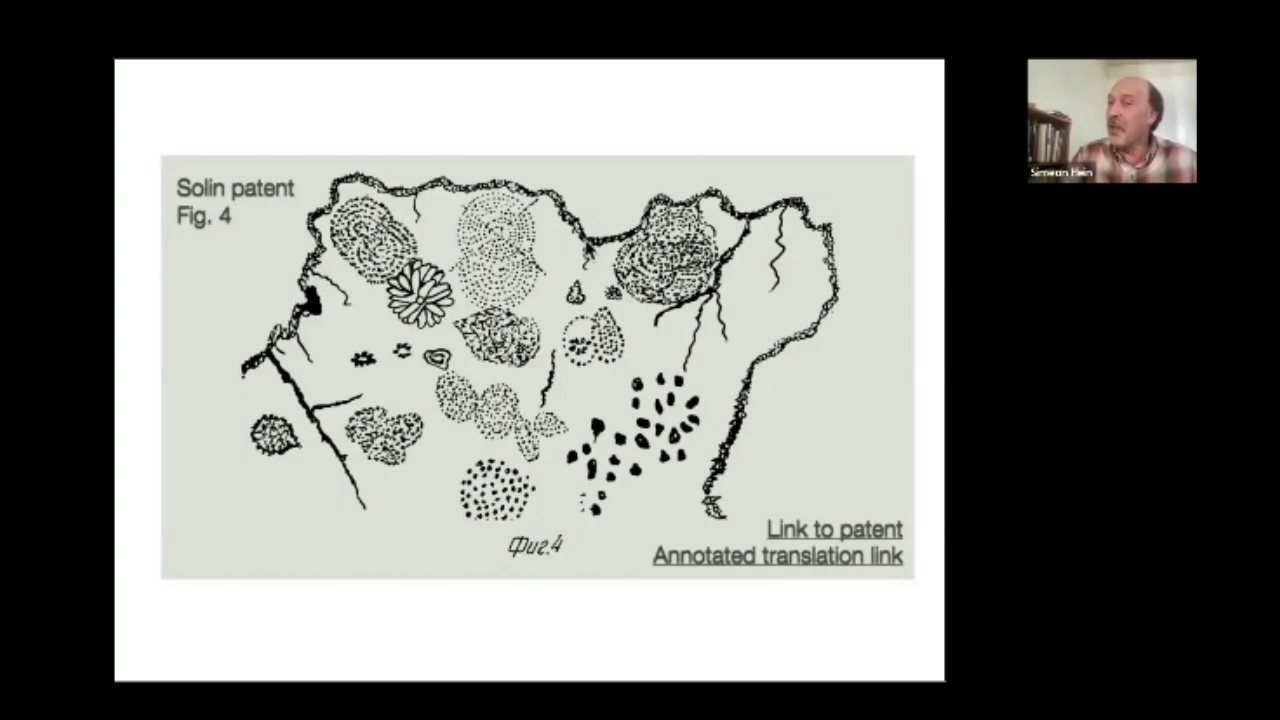 Solin patent
Fig. 4
Фиг.4
Link to patent
Annotated translation link
Simeon Hein